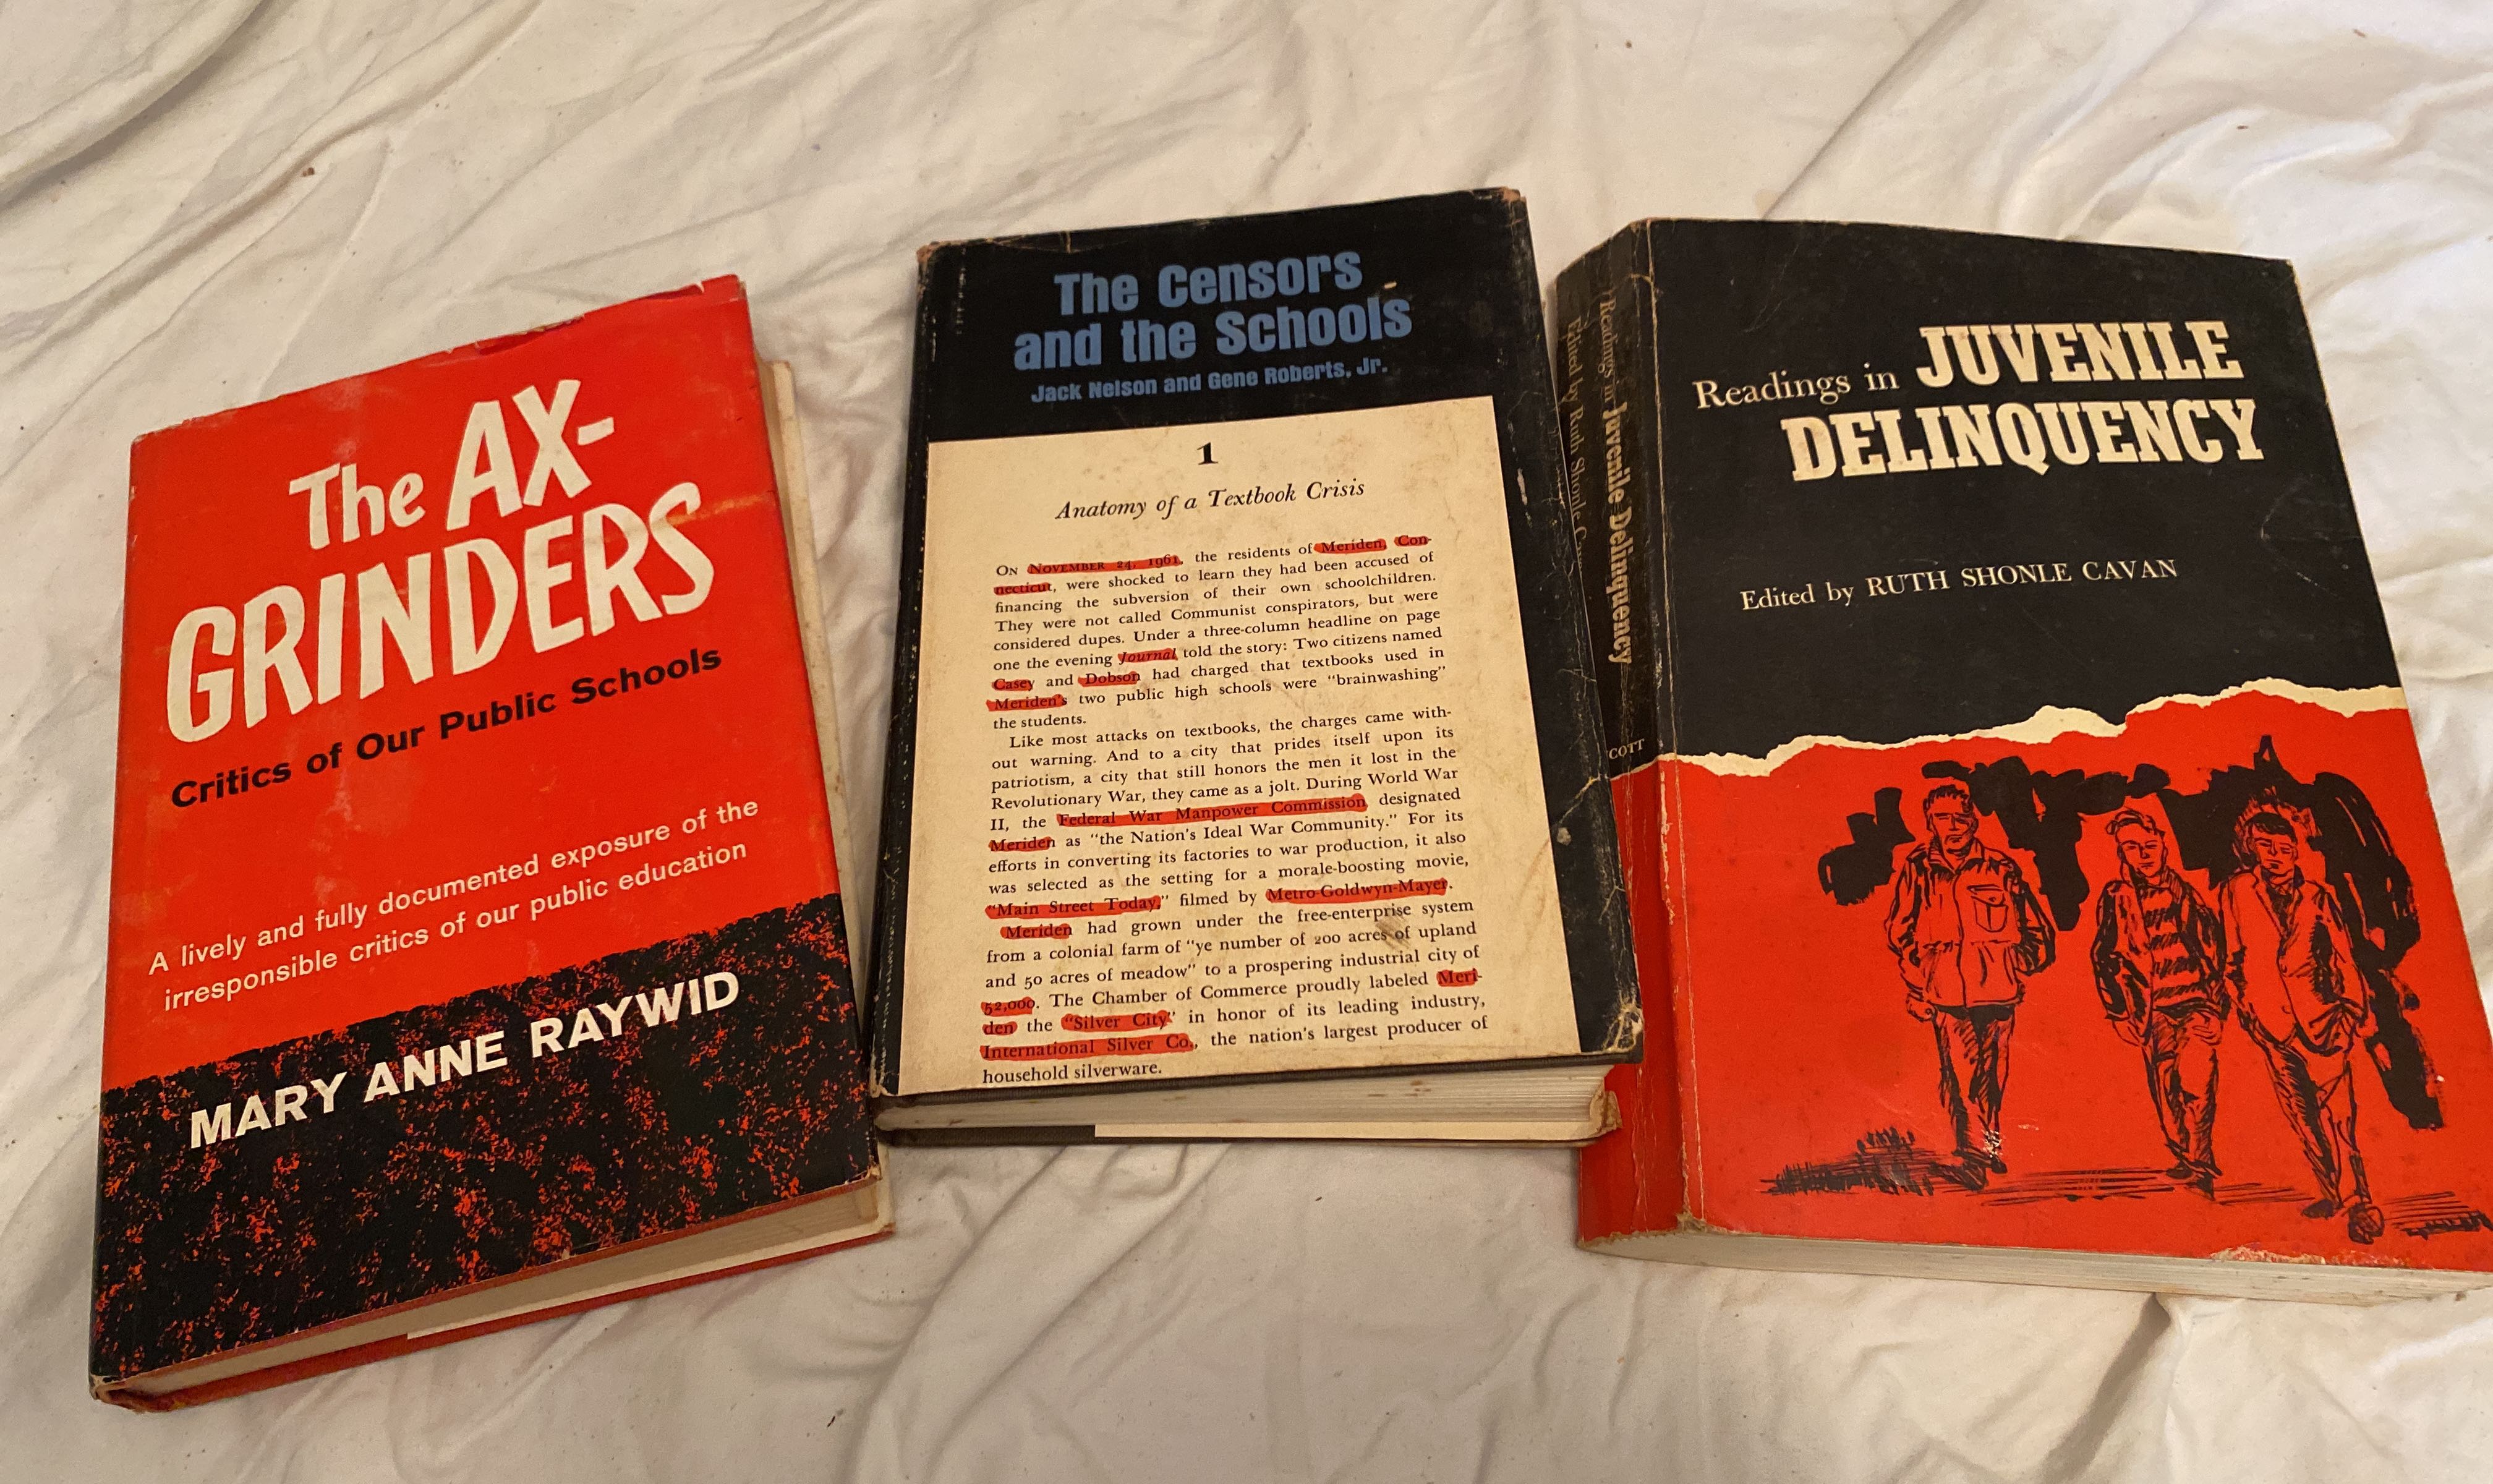 The AX-
GRINDERS
Critics of Our Public Schools
A lively and fully documented exposure of the
irresponsible critics of our public education
MARY ANNE RAYWID
The Censors
and the Schools
Jack Nelson and Gene Roberts, Jr.
1
Anatomy of a Textbook Crisis
ON NOVEMBER 24, 1961, the residents of Meriden, Con-
necticut, were shocked to learn they had been accused of
financing the subversion of their own schoolchildren.
They were not called Communist conspirators, but were
considered dupes. Under a three-column headline on page
one the evening Journal told the story: Two citizens named
Casey and Dobson had charged that textbooks used in
Meriden's two public high schools were "brainwashing"
the students.
Like most attacks on textbooks, the charges came with-
out warning. And to a city that prides itself upon its
patriotism, a city that still honors the men it lost in the
Revolutionary War, they came as a jolt. During World War
II, the Federal War Manpower Commission, designated
Meriden as "the Nation's Ideal War Community." For its
efforts in converting its factories to war production, it also
was selected as the setting for a morale-boosting movie,
"Main Street Today," filmed by Metro-Goldwyn-Mayer.
Meriden had grown under the free-enterprise system
from a colonial farm of "ye number of 200 acres of upland
and 50 acres of meadow" to a prospering industrial city of
52,000. The Chamber of Commerce proudly labeled Meri-
den the "Silver City" in honor of its leading industry,
International Silver Co., the nation's largest producer of
household silverware.
Readings in Juvenile Delinquency
Edited by Ruth Shonle
COTT
Readings in JUVENILE
DELINQUENCY
Edited by RUTH SHONLE CAVAN